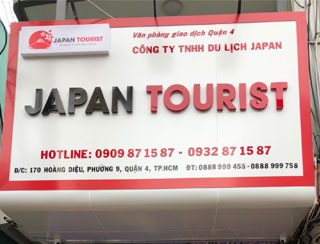 JAPAN TOURIST
Văn phòng giao dịch Quận 4
CÔNG TY TNHH DU LỊCH JAPAN
JAPAN TOURIST
HOTLINE: 0909 87 15 87 - 0932 87 15 87
Đ/C: 170 HOÀNG DIỆU, PHƯỜNG 9, QUẬN 4, TP.HCM ĐT: 0888 999 458 - 0888 999 758